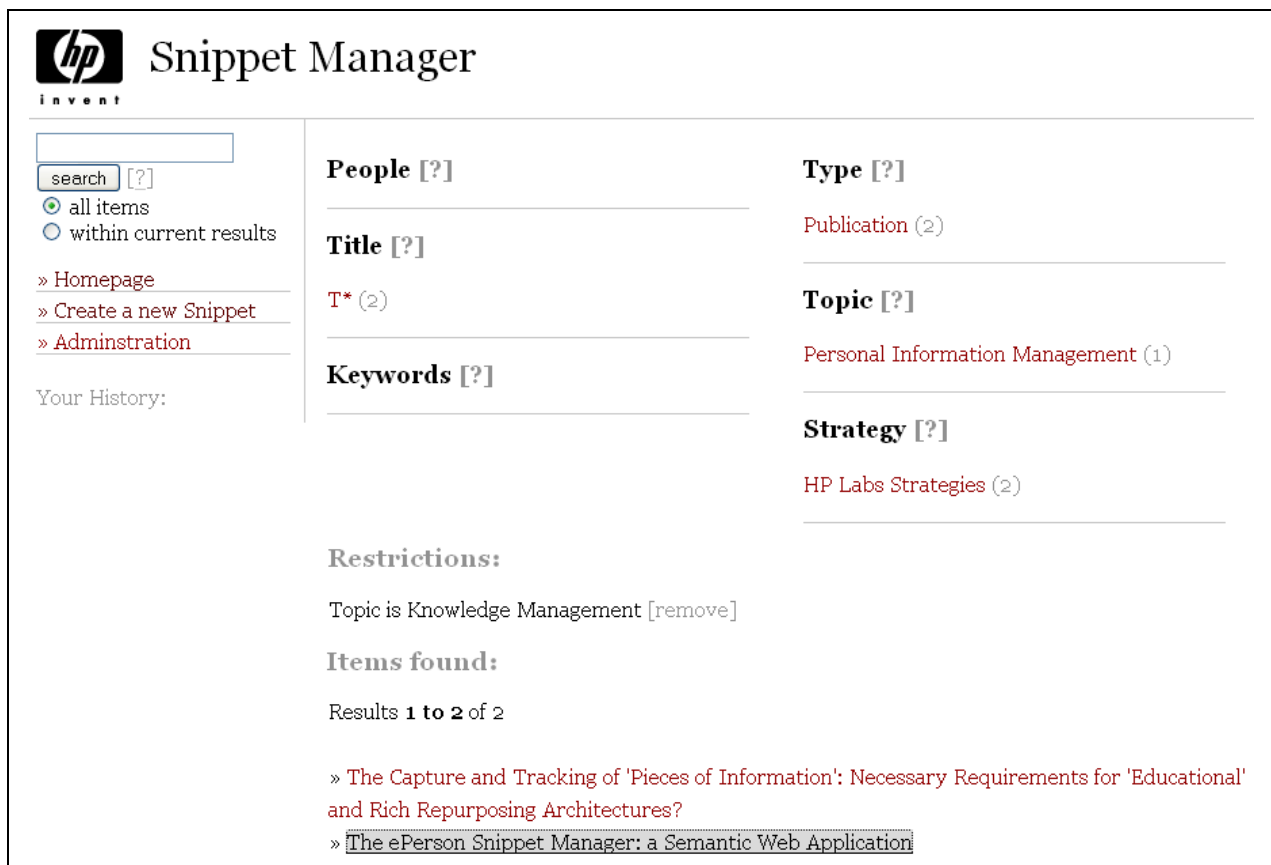 hp
invent
Snippet Manager
search [?]
all items
within current results
» Homepage
» Create a new Snippet
» Adminstration
Your History:
People [?]
Title [?]
T* (2)
Keywords [?]
Type [?]
Publication (2)
Topic [?]
Personal Information Management (1)
Strategy [?]
HP Labs Strategies (2)
Restrictions:
Topic is Knowledge Management [remove]
Items found:
Results 1 to 2 of 2
» The Capture and Tracking of 'Pieces of Information': Necessary Requirements for 'Educational'
and Rich Repurposing Architectures?
» The ePerson Snippet Manager: a Semantic Web Application